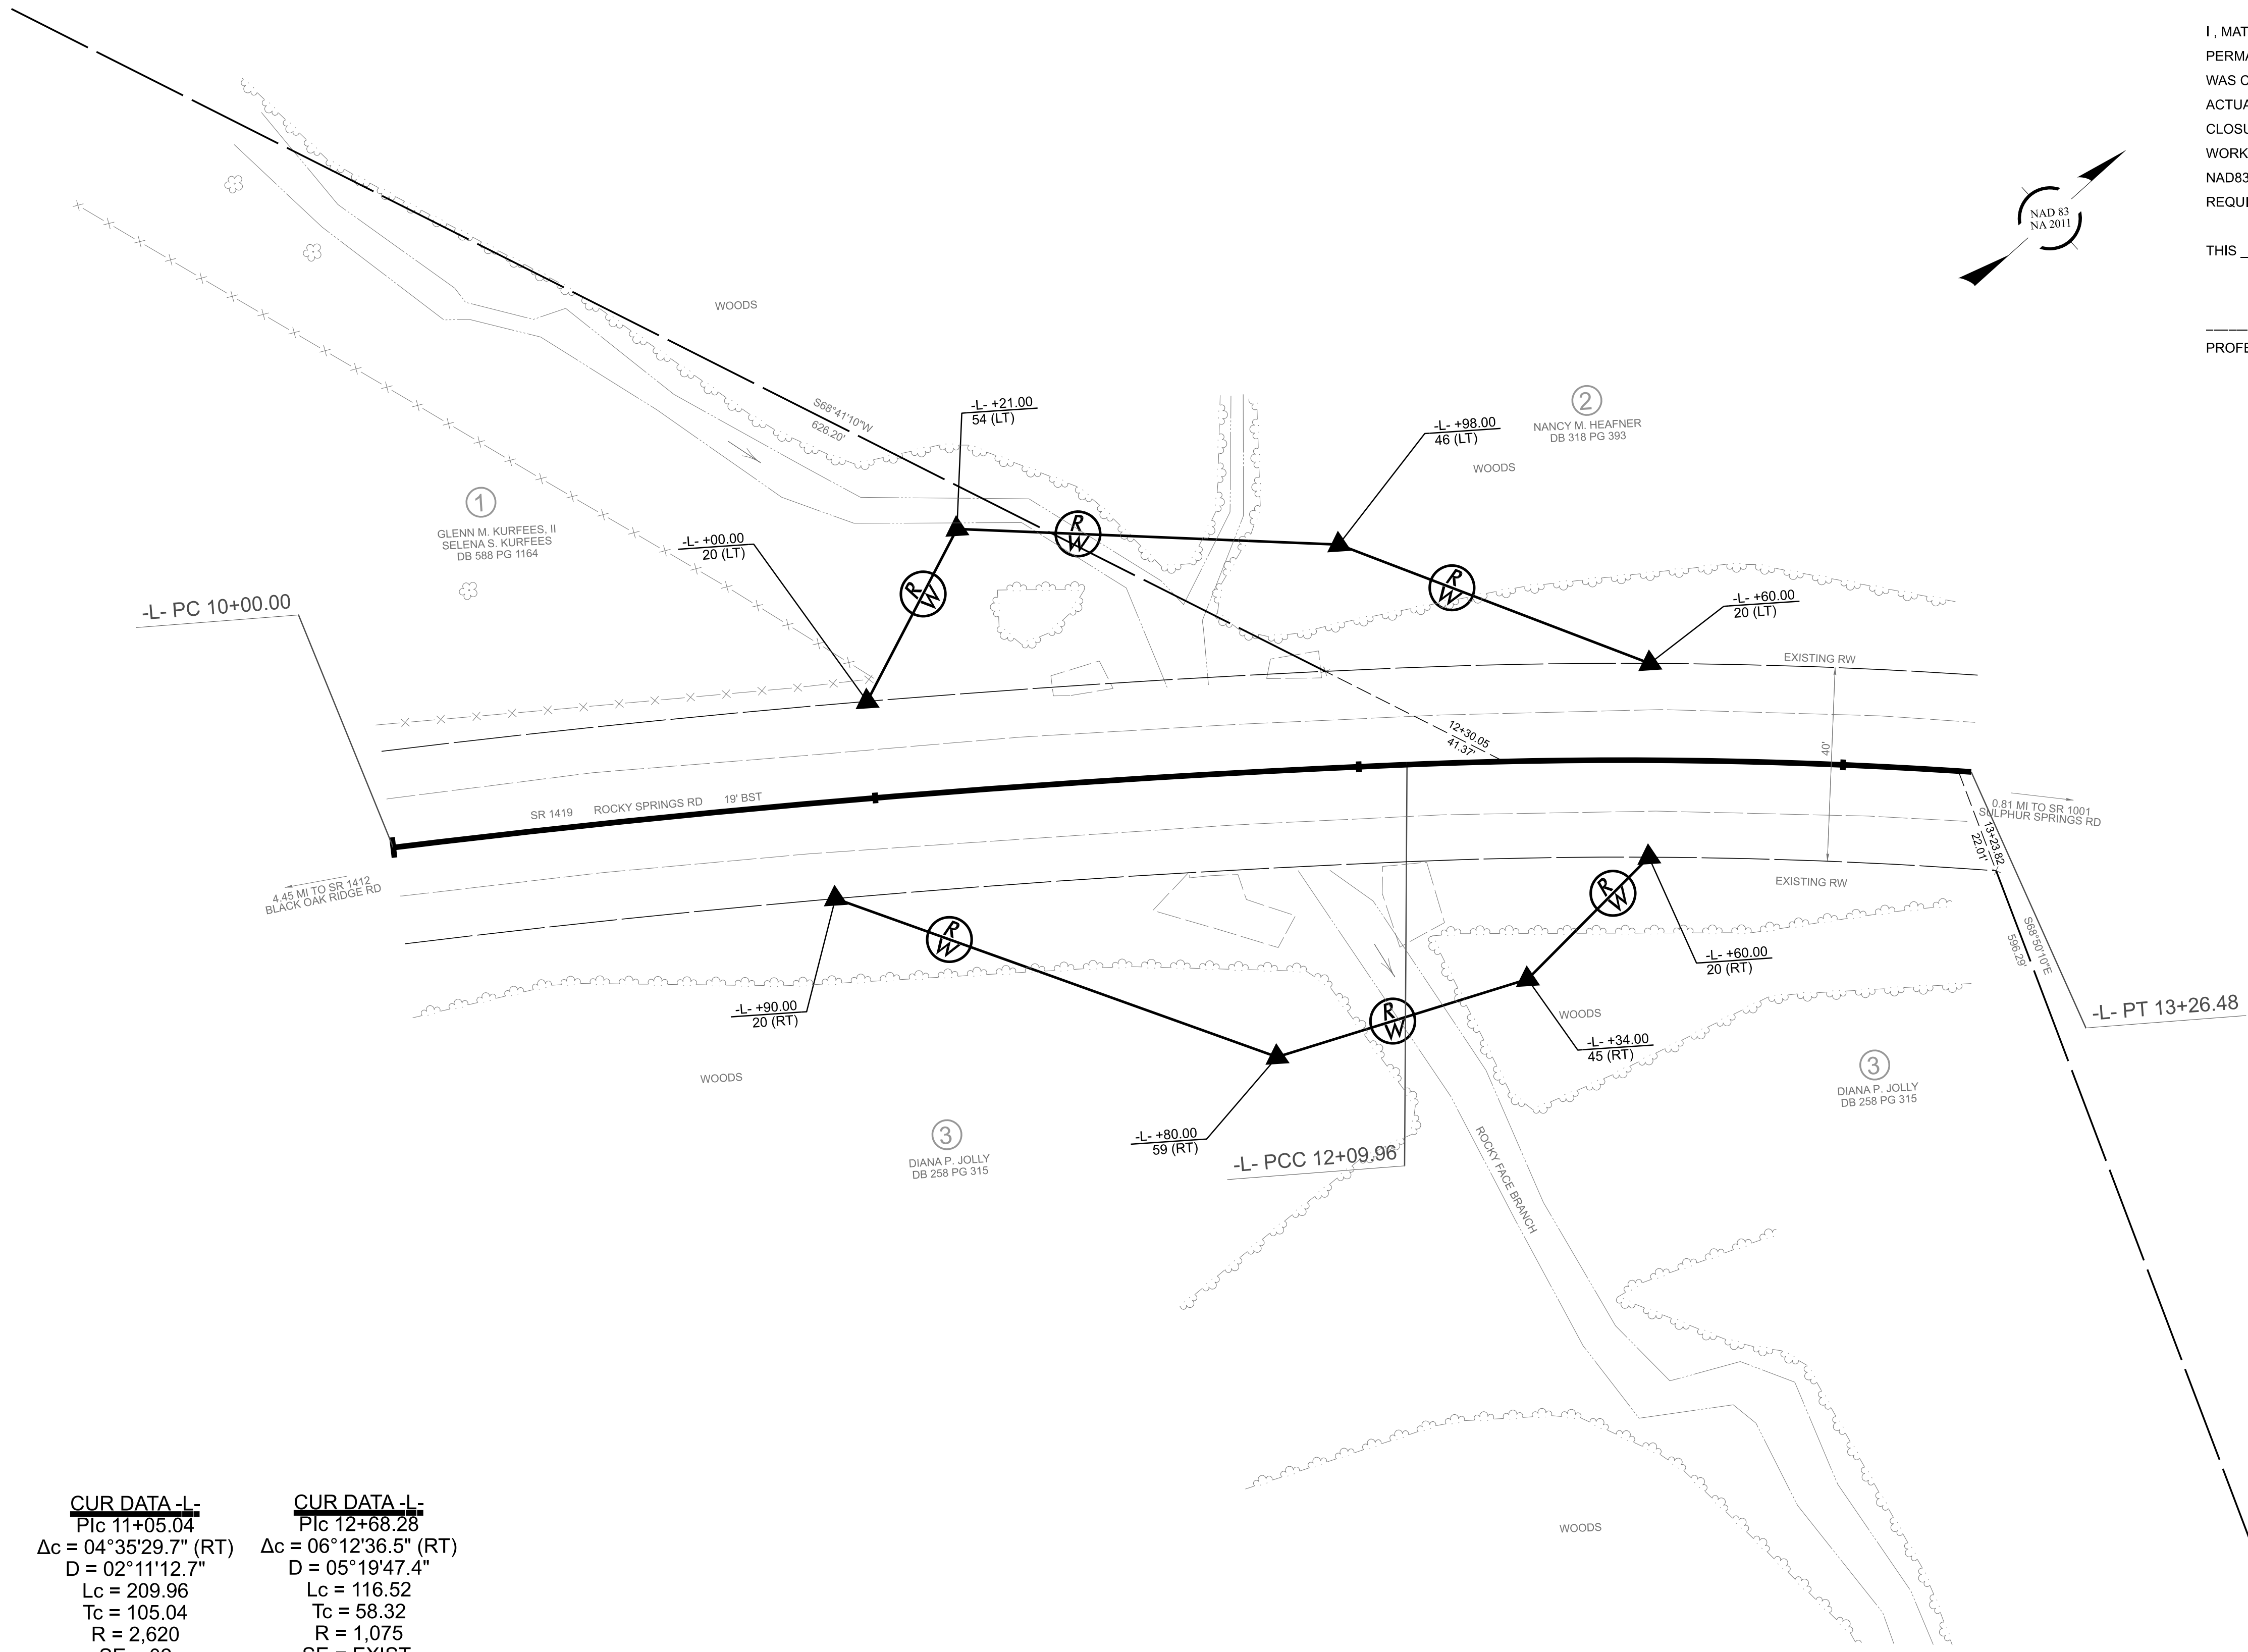 I , MAT
PERMA
WAS C
ACTUA
CLOSU
WORK
NAD83
REQUE
THIS _
______
PROFE
NAD 83
NA 2011
WOODS
S68°41'10"W
626.20'
-L- +21.00
54 (LT)
-L- +98.00
46 (LT)
2
NANCY M. HEAFNER
DB 318 PG 393
WOODS
1
GLENN M. KURFEES, II
SELENA S. KURFEES
DB 588 PG 1164
-L- +00.00
20 (LT)
R
W
R
W
R
W
-L- +60.00
20 (LT)
-L- PC 10+00.00
EXISTING RW
12+30.05
41.37'
40'
SR 1419 ROCKY SPRINGS RD 19' BST
0.81 MI TO SR 1001
SULPHUR SPRINGS RD
13+23.82
22.01'
4.45 MI TO SR 1412
BLACK OAK RIDGE RD
EXISTING RW
R
W
R
W
R
W
S68°50'10"E
596.29'
-L- +60.00
20 (RT)
-L- +90.00
20 (RT)
WOODS
-L- PT 13+26.48
-L- +34.00
45 (RT)
WOODS
3
DIANA P. JOLLY
DB 258 PG 315
-L- +80.00
59 (RT)
3
DIANA P. JOLLY
DB 258 PG 315
-L- PCC 12+09.96
ROCKY FACE BRANCH
WOODS
CUR DATA -L-
PIc 11+05.04
Δc = 04°35'29.7" (RT)
D = 02°11'12.7"
Lc = 209.96
Tc = 105.04
R = 2,620
CUR DATA -L-
PIc 12+68.28
Δc = 06°12'36.5" (RT)
D = 05°19'47.4"
Lc = 116.52
Tc = 58.32
R = 1,075
SE = EXIST